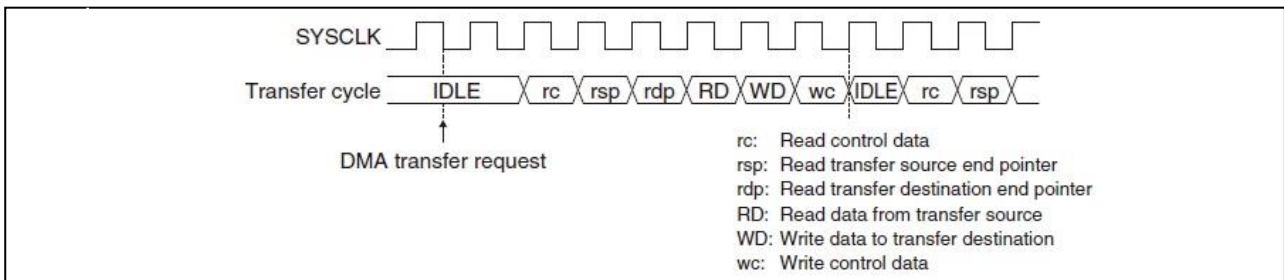 SYSCLK
Transfer cycle IDLE rc rsp rdp RD WD wc IDLE rc rsp
DMA transfer request
rc: Read control data
rsp: Read transfer source end pointer
rdp: Read transfer destination end pointer
RD: Read data from transfer source
WD: Write data to transfer destination
wc: Write control data